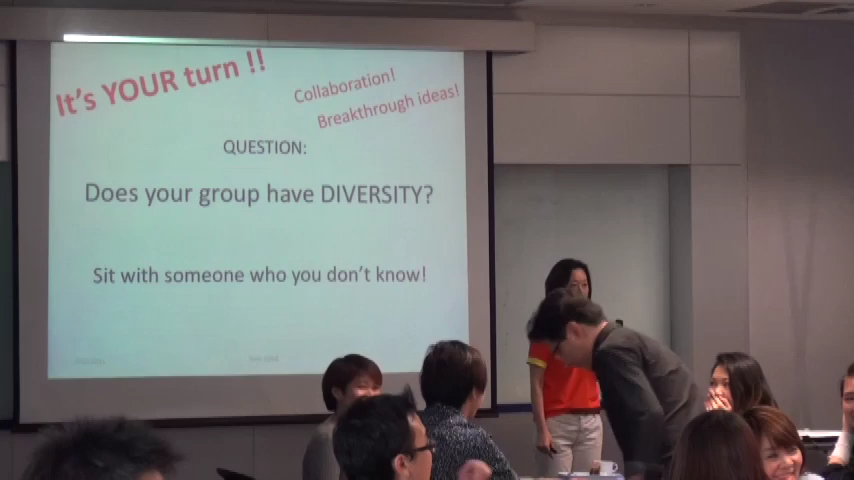 It's YOUR turn !!
Collaboration!
Breakthrough ideas!
QUESTION:
Does your group have DIVERSITY?
Sit with someone who you don't know!